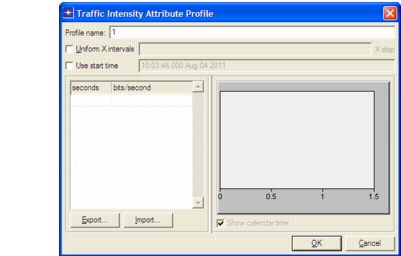 Traffic Intensity Attribute Profile
Profile name: 1
Uniform X intervals X step
Use start time 10:03:46.000 Aug 04 2011
seconds bits/second
0 0.5 1 1.5
Export... Import...
Show calendar time
OK Cancel